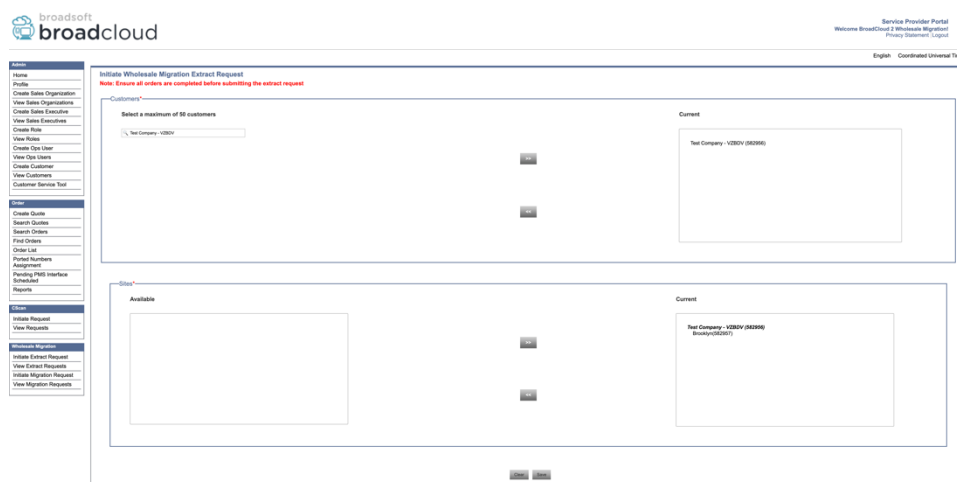 broadsoft
broadcloud
Service Provider Portal
Welcome BroadCloud 2 Wholesale Migration!
Privacy Statement | Logout
English Coordinated Universal Ti
Admin
Home
Profile
Create Sales Organization
View Sales Organizations
Create Sales Executive
View Sales Executives
Create Role
View Roles
Create Ops User
View Ops Users
Create Customer
View Customers
Customer Service Tool
Order
Create Quote
Search Quotes
Search Orders
Find Orders
Order List
Ported Numbers
Assignment
Pending PMS Interface
Scheduled
Reports
Initiate Request
View Requests
Wholesale Migration
Initiate Extract Request
View Extract Requests
Initiate Migration Request
View Migration Requests
Initiate Wholesale Migration Extract Request
Note: Ensure all orders are completed before submitting the extract request
Customers*
Select a maximum of 50 customers
Test Company - VZBDV
Current
Test Company - VZBDV (582956)
Sites*
Available
Current
Test Company - VZBDV (582956)
Brooklyn(582957)
Clear Save